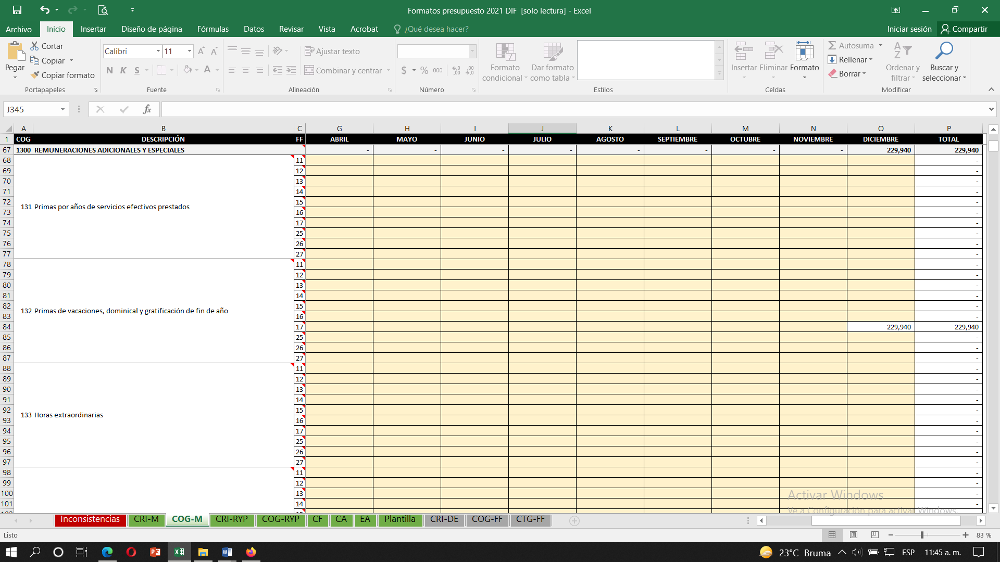 Formatos presupuesto 2021 DIF [solo lectura] - Excel
Archivo Inicio Insertar Diseño de página Fórmulas Datos Revisar Vista Acrobat ¿Qué desea hacer? Iniciar sesión Compartir
Pegar
Cortar
Copiar
Copiar formato
Portapapeles
Calibri 11
N K S
Fuente
Ajustar texto
Combinar y centrar
Alineación
$ % 000
Número
Formato condicional
Dar formato como tabla
Estilos
Insertar Eliminar Formato
Celdas
Autosuma
Rellenar
Borrar
Ordenar y filtrar
Buscar y seleccionar
Modificar
J345
fx
A B C G H I J K L M N O P
1 COG DESCRIPCIÓN FF ABRIL MAYO JUNIO JULIO AGOSTO SEPTIEMBRE OCTUBRE NOVIEMBRE DICIEMBRE TOTAL
67 1300 REMUNERACIONES ADICIONALES Y ESPECIALES - - - - - - - - 229,940 229,940
68 11 -
69 12 -
70 13 -
71 14 -
72 15 -
131 Primas por años de servicios efectivos prestados
73 16 -
74 17 -
75 25 -
76 26 -
77 27 -
78 11 -
79 12 -
80 13 -
81 14 -
82 15 -
132 Primas de vacaciones, dominical y gratificación de fin de año
83 16 -
84 17 229,940 229,940
85 25 -
86 26 -
87 27 -
88 11 -
89 12 -
90 13 -
91 14 -
92 15 -
133 Horas extraordinarias
93 16 -
94 17 -
95 25 -
96 26 -
97 27 -
98 11 -
99 12 -
100 13 -
101 14 -
Activar Windows
Ve a Configuración para activar Windows.
Inconsistencias CRI-M COG-M CRI-RYP COG-RYP CF CA EA Plantilla CRI-DE COG-FF CTG-FF
Listo 83 %
23°C Bruma ESP 11:45 a. m.